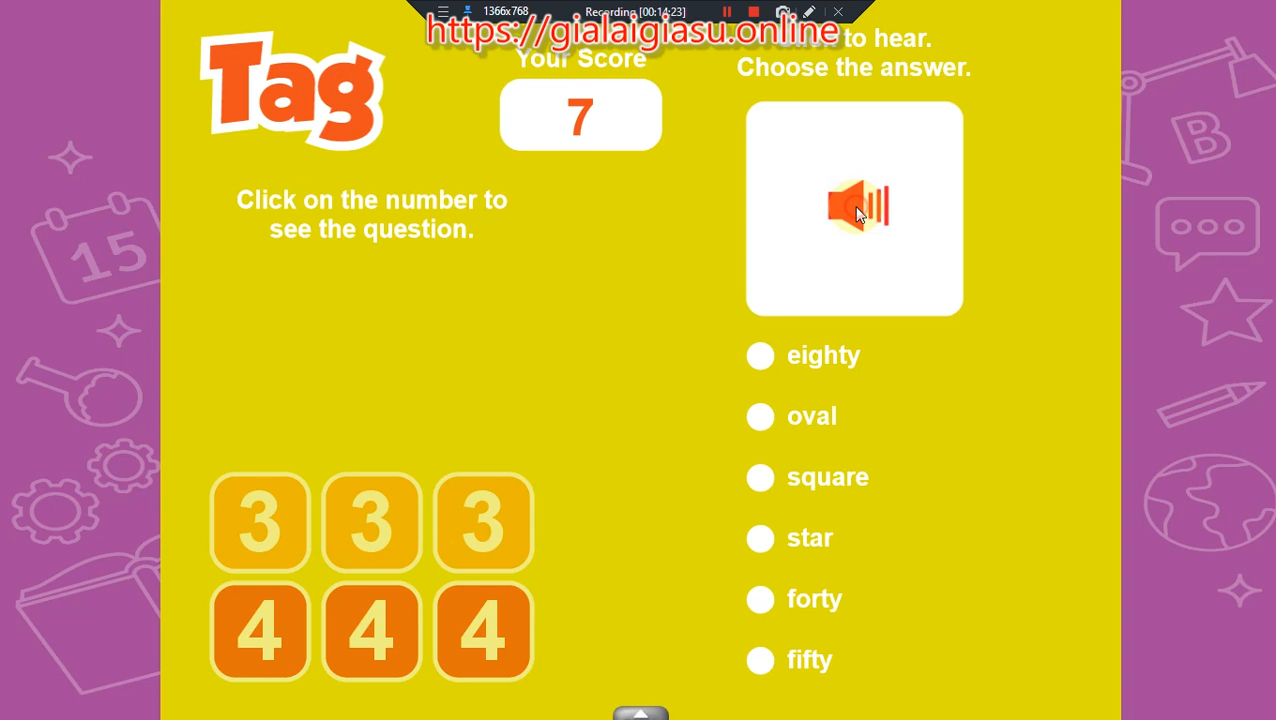 1366x768
Recording [00:14:23]
https://gialaigiasu.online
Tag
Your Score
7
to hear.
Choose the answer.
Click on the number to
see the question.
eighty
oval
square
star
forty
fifty
3 3 3
4 4 4
15
B